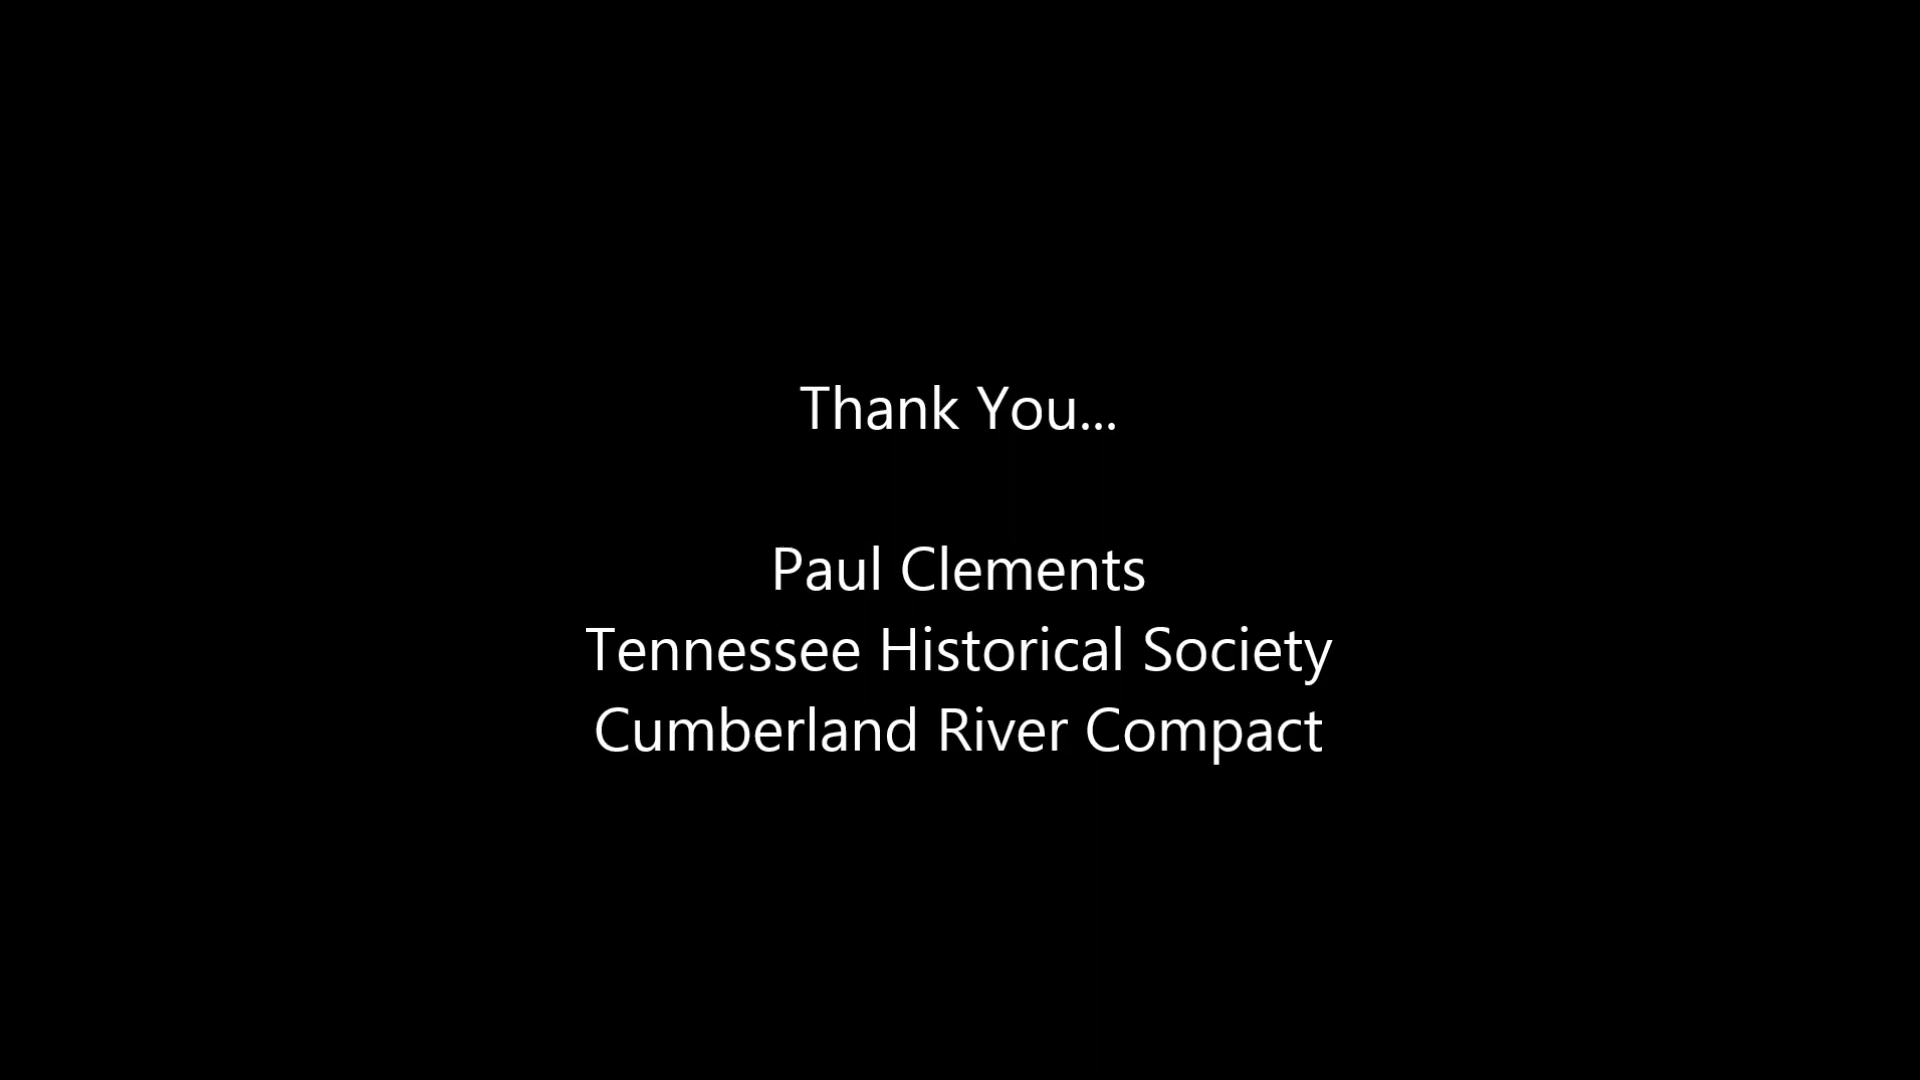 Thank You...
Paul Clements
Tennessee Historical Society
Cumberland River Compact